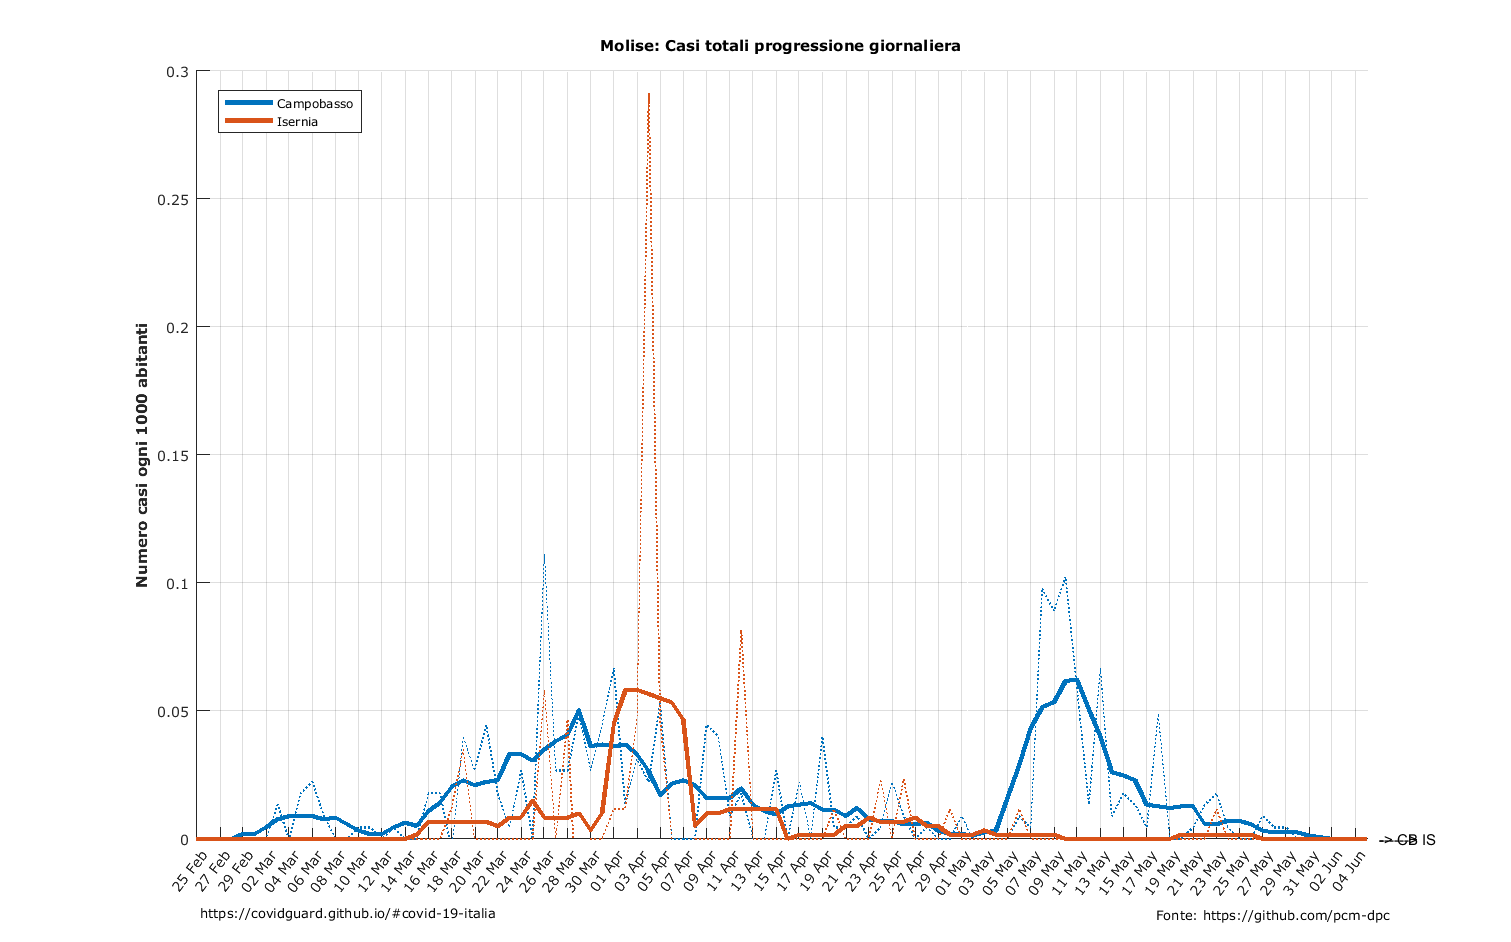 Molise: Casi totali progressione giornaliera
Numero casi ogni 1000 abitanti
0.3
0.25
0.2
0.15
0.1
0.05
0
Campobasso
Isernia
25 Feb
27 Feb
29 Feb
02 Mar
04 Mar
06 Mar
08 Mar
10 Mar
12 Mar
14 Mar
16 Mar
18 Mar
20 Mar
22 Mar
24 Mar
26 Mar
28 Mar
30 Mar
01 Apr
03 Apr
05 Apr
07 Apr
09 Apr
11 Apr
13 Apr
15 Apr
17 Apr
19 Apr
21 Apr
23 Apr
25 Apr
27 Apr
29 Apr
01 May
03 May
05 May
07 May
09 May
11 May
13 May
15 May
17 May
19 May
21 May
23 May
25 May
27 May
29 May
31 May
02 Jun
04 Jun
-> CB IS
https://covidguard.github.io/#covid-19-italia
Fonte: https://github.com/pcm-dpc